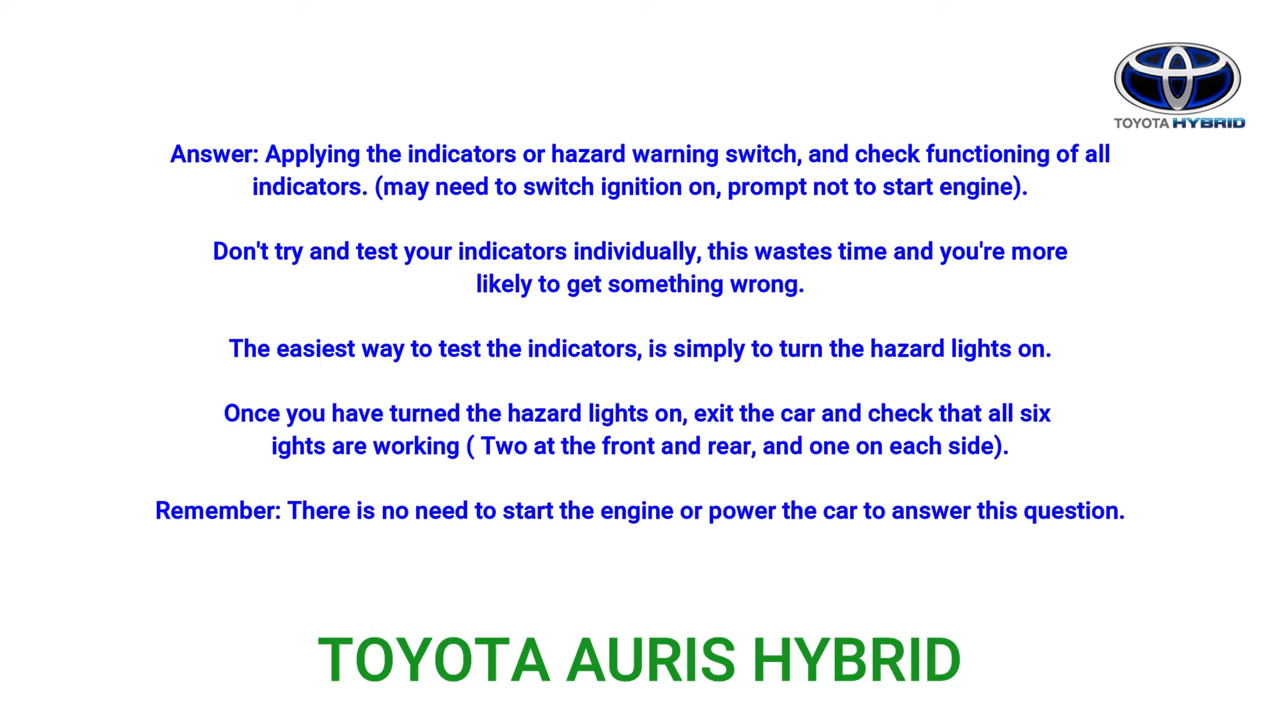 TOYOTA HYBRID
Answer: Applying the indicators or hazard warning switch, and check functioning of all
indicators. (may need to switch ignition on, prompt not to start engine).
Don't try and test your indicators individually, this wastes time and you're more
likely to get something wrong.
The easiest way to test the indicators, is simply to turn the hazard lights on.
Once you have turned the hazard lights on, exit the car and check that all six
ights are working ( Two at the front and rear, and one on each side).
Remember: There is no need to start the engine or power the car to answer this question.
TOYOTA AURIS HYBRID